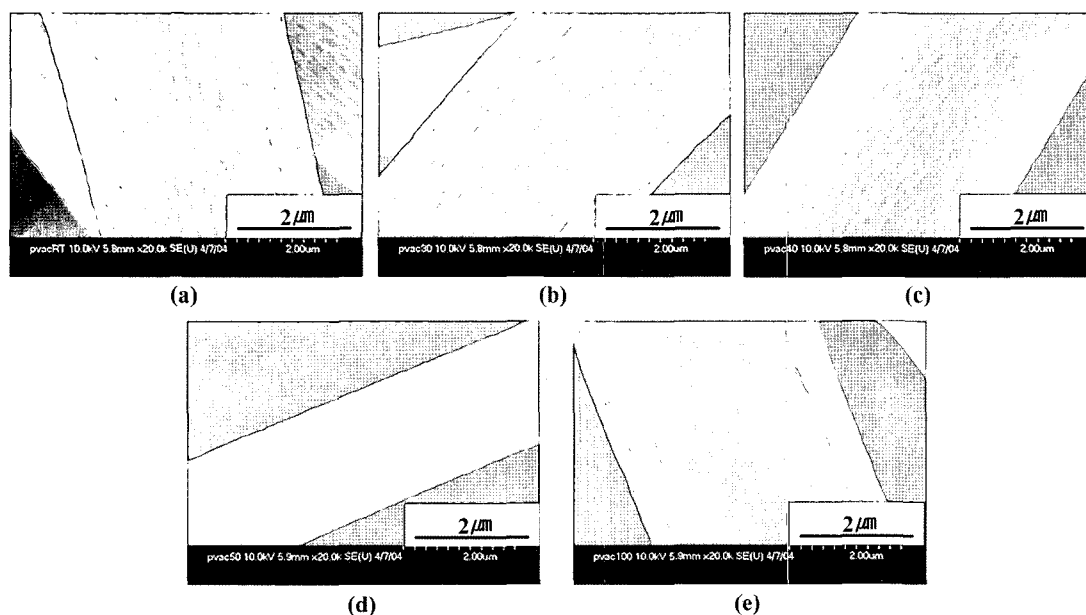 2㎛
pvacRT 10.0kV 5.8mm x20.0k SE(U) 4/7/04 2.00um
(a)
2㎛
pvac30 10.0kV 5.8mm x20.0k SE(U) 4/7/04 2.00um
(b)
2㎛
pvac40 10.0kV 5.8mm x20.0k SE(U) 4/7/04 2.00um
(c)
2㎛
pvac50 10.0kV 5.9mm x20.0k SE(U) 4/7/04 2.00um
(d)
2㎛
pvac100 10.0kV 5.9mm x20.0k SE(U) 4/7/04 2.00um
(e)